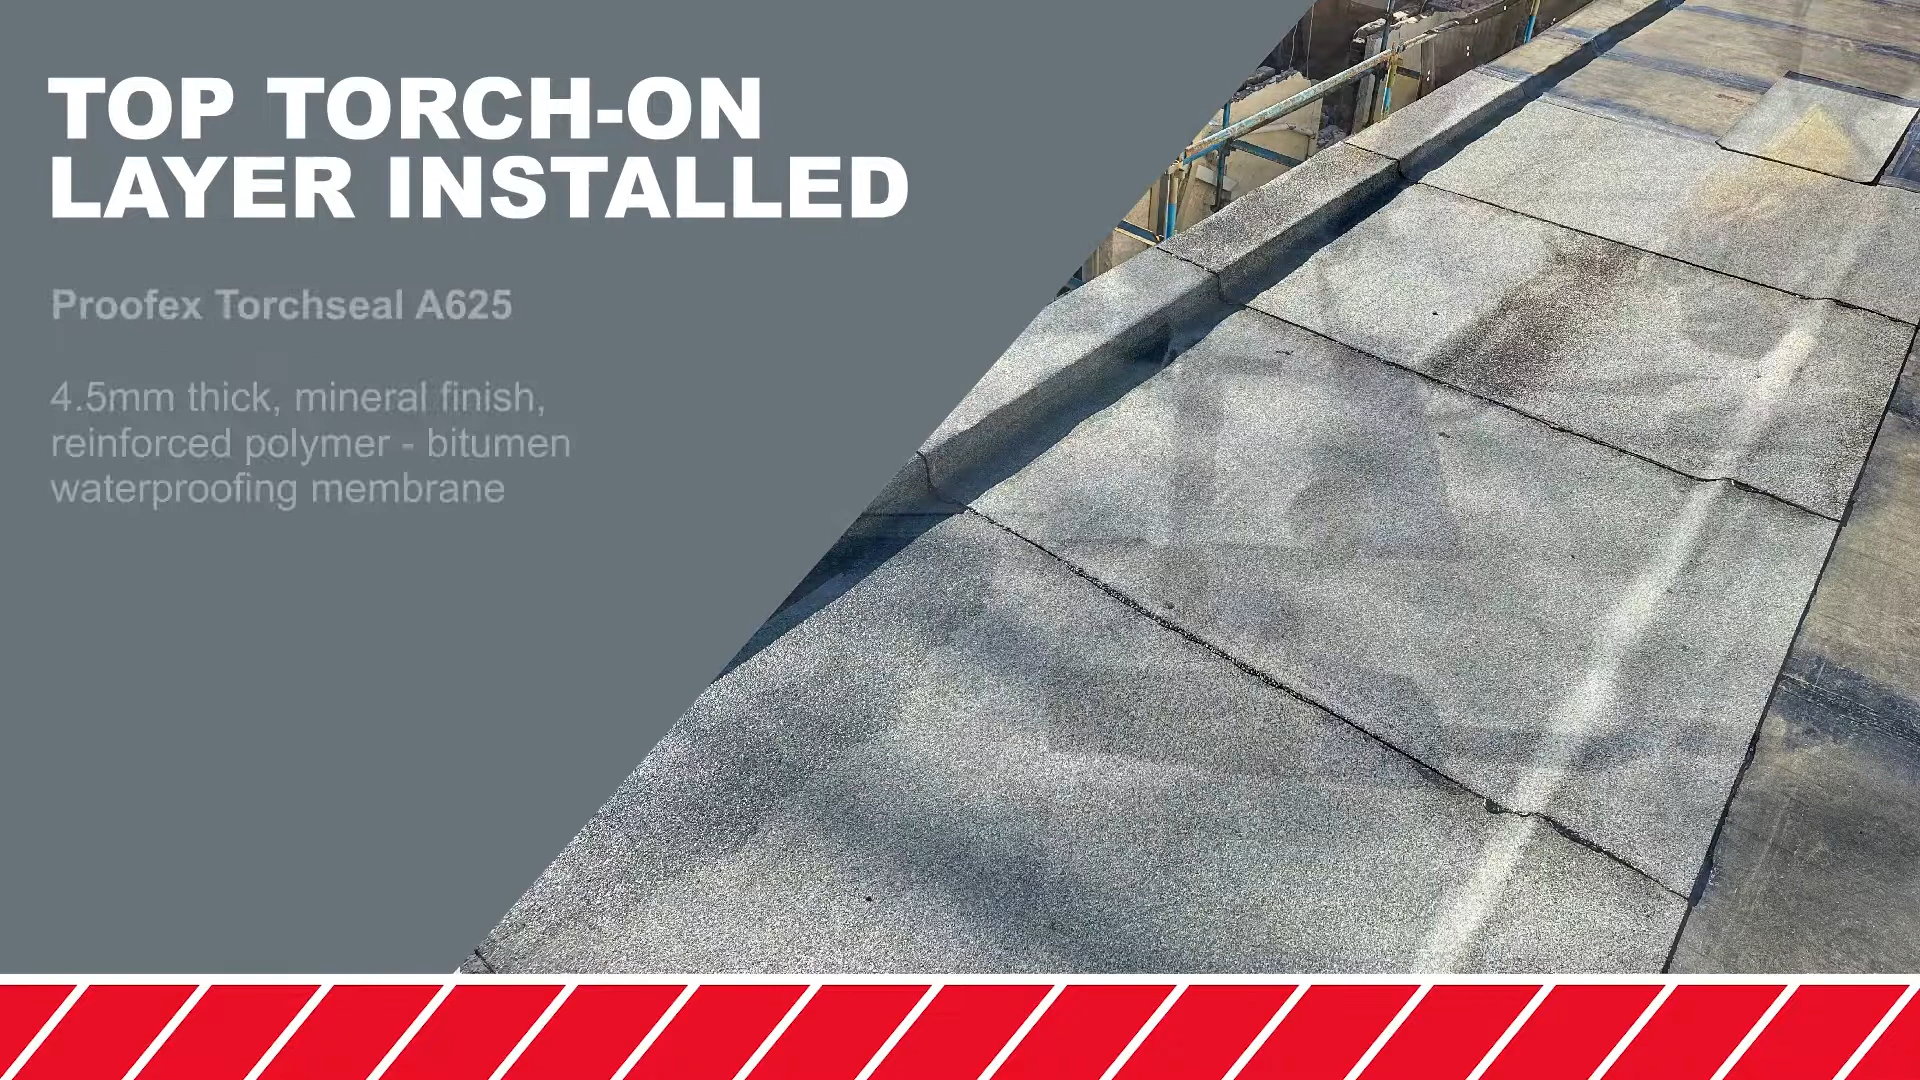 TOP TORCH-ON
LAYER INSTALLED
Proofex Torchseal A625
4.5mm thick, mineral finish,
reinforced polymer - bitumen
waterproofing membrane